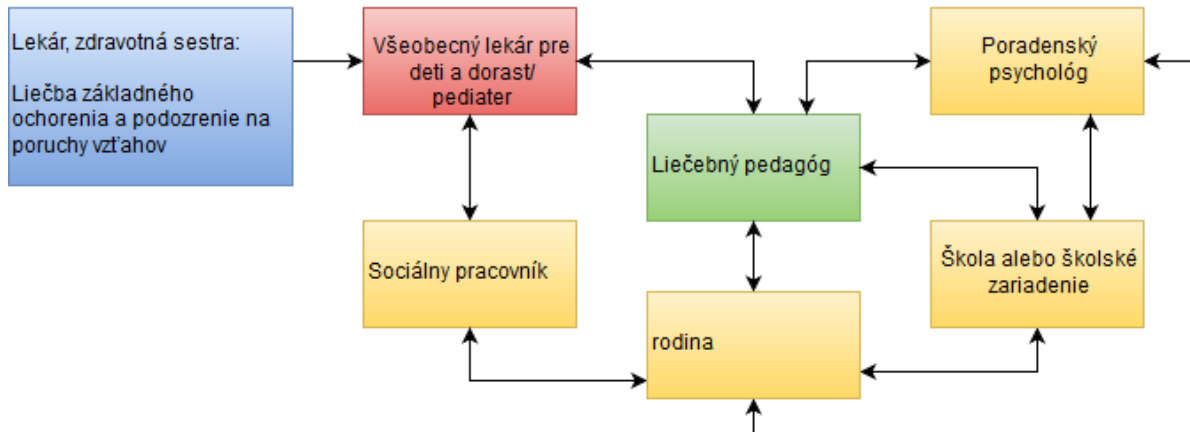 Lekár, zdravotná sestra:
Liečba základného
ochorenia a podozrenie na
poruchy vzťahov
Všeobecný lekár pre
deti a dorast/
pediater
Poradenský
psychológ
Liečebný pedagóg
Sociálny pracovník
Škola alebo školské
zariadenie
rodina